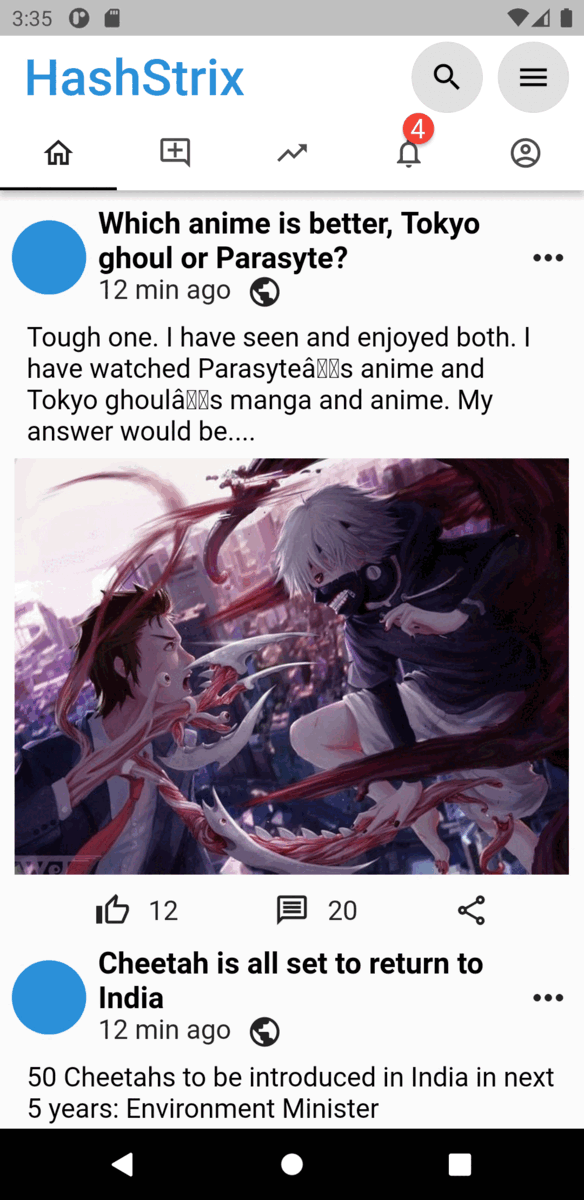 3:35
HashStrix
4
Which anime is better, Tokyo
ghoul or Parasyte?
12 min ago
Tough one. I have seen and enjoyed both. I
have watched Parasyteâ��s anime and
Tokyo ghoulâ��s manga and anime. My
answer would be....
12
20
Cheetah is all set to return to
India
12 min ago
50 Cheetahs to be introduced in India in next
5 years: Environment Minister